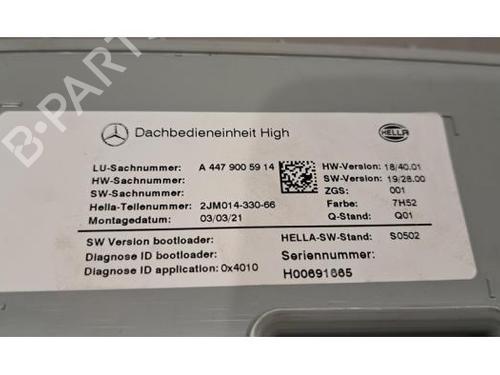 Dachbedieneinheit High
HELLA
LU-Sachnummer: A 447 900 59 14
HW-Sachnummer:
SW-Sachnummer:
Hella-Teilenummer: 2JM014-330-66
Montagedatum: 03/03/21
HW-Version: 18/40.01
SW-Version: 19/28.00
ZGS: 001
Farbe: 7H52
Q-Stand: Q01
SW Version bootloader:
Diagnose ID bootloader:
Diagnose ID application: 0x4010
HELLA-SW-Stand: S0502
Seriennummer:
H00691665
B-PARTS